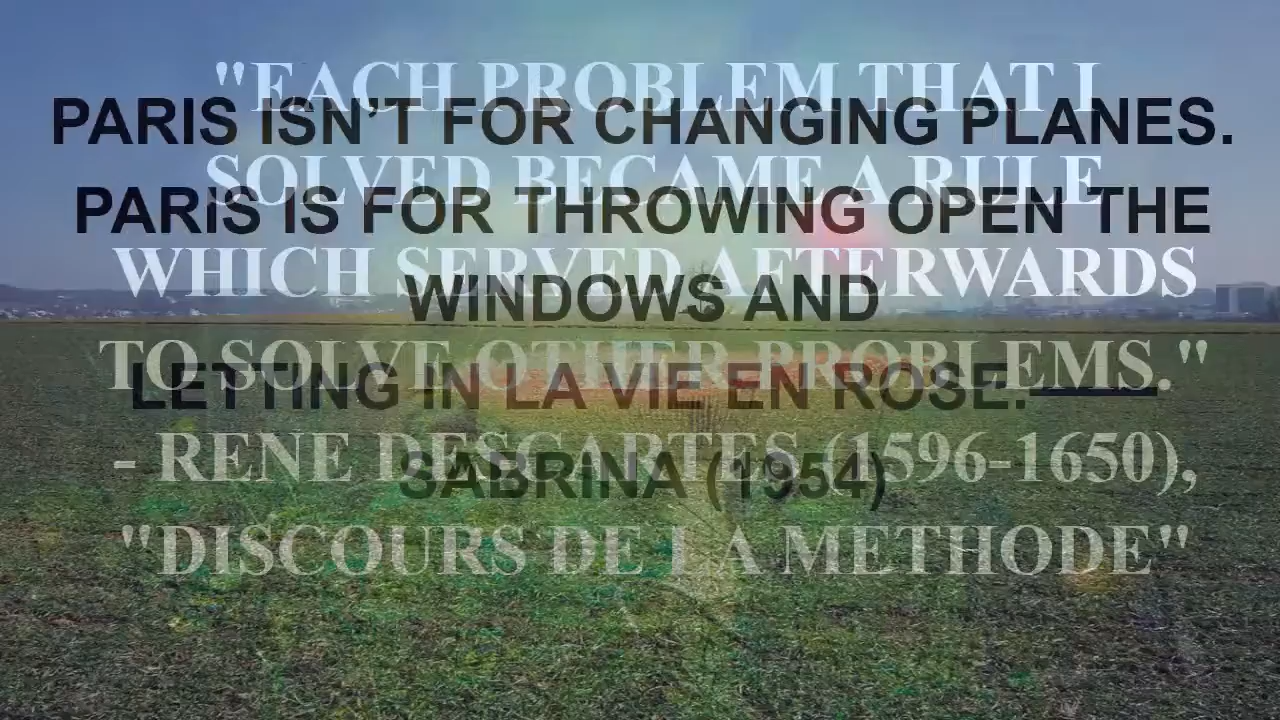 "EACH PROBLEM THAT I
SOLVED BECAME A RULE
WHICH SERVED AFTERWARDS
TO SOLVE OTHER PROBLEMS."
- RENE DESCARTES (1596-1650),
"DISCOURS DE LA METHODE"
PARIS ISN’T FOR CHANGING PLANES.
PARIS IS FOR THROWING OPEN THE
WINDOWS AND
LETTING IN LA VIE EN ROSE.——
SABRINA (1954)